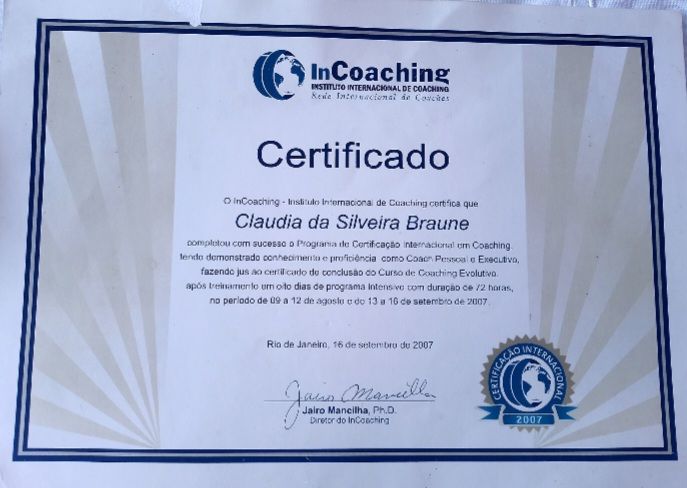 InCoaching
INSTITUTO INTERNACIONAL DE COACHING
Rede Internacional de Coaches
Certificado
O InCoaching - Instituto Internacional de Coaching certifica que
Claudia da Silveira Braune
completou com sucesso o Programa de Certificação Internacional em Coaching,
tendo demonstrado conhecimento e proficiência como Coach Pessoal e Executivo,
fazendo jus ao certificado de conclusão do Curso de Coaching Evolutivo,
após treinamento em oito dias de programa intensivo com duração de 72 horas,
no período de 09 a 12 de agosto e de 13 a 16 de setembro de 2007.
Rio de Janeiro, 16 de setembro de 2007
Jairo Mancilha
Jairo Mancilha, Ph.D.
Diretor do InCoaching
CERTIFICAÇÃO INTERNACIONAL
2007